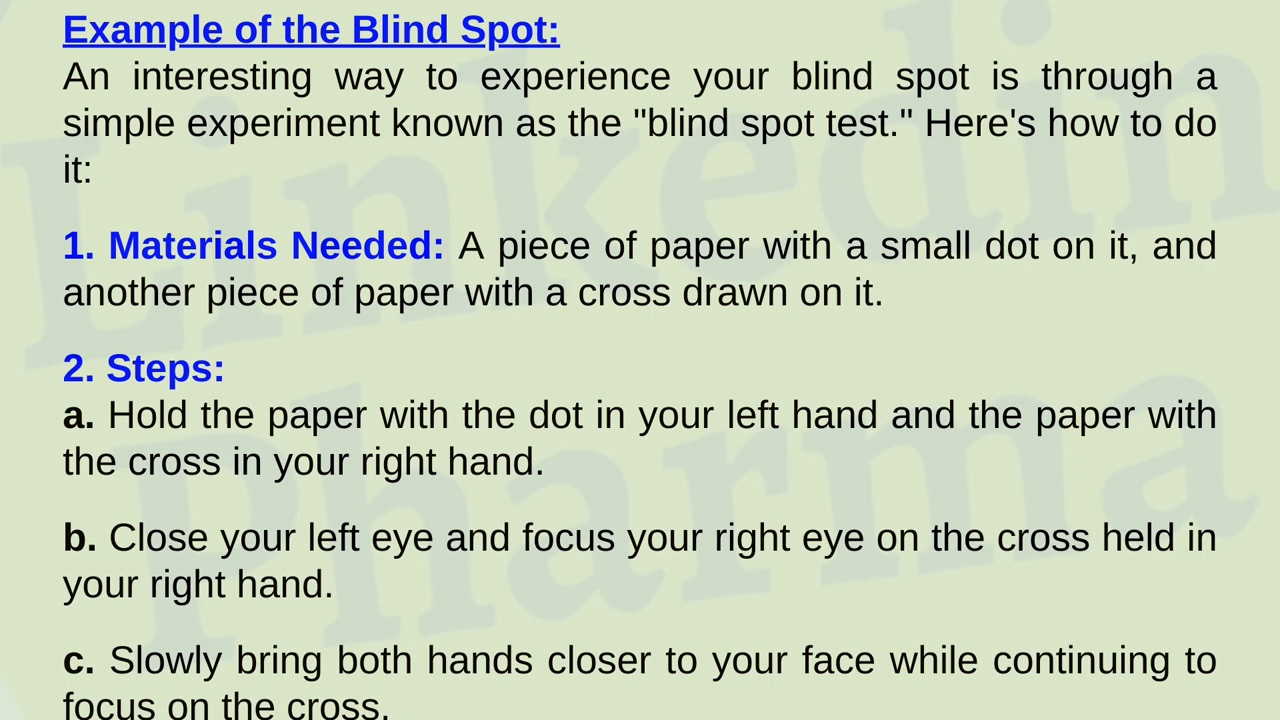 Example of the Blind Spot:
An interesting way to experience your blind spot is through a
simple experiment known as the "blind spot test." Here's how to do
it:
1. Materials Needed: A piece of paper with a small dot on it, and
another piece of paper with a cross drawn on it.
2. Steps:
a. Hold the paper with the dot in your left hand and the paper with
the cross in your right hand.
b. Close your left eye and focus your right eye on the cross held in
your right hand.
c. Slowly bring both hands closer to your face while continuing to
focus on the cross.
Linkedin
Pharma